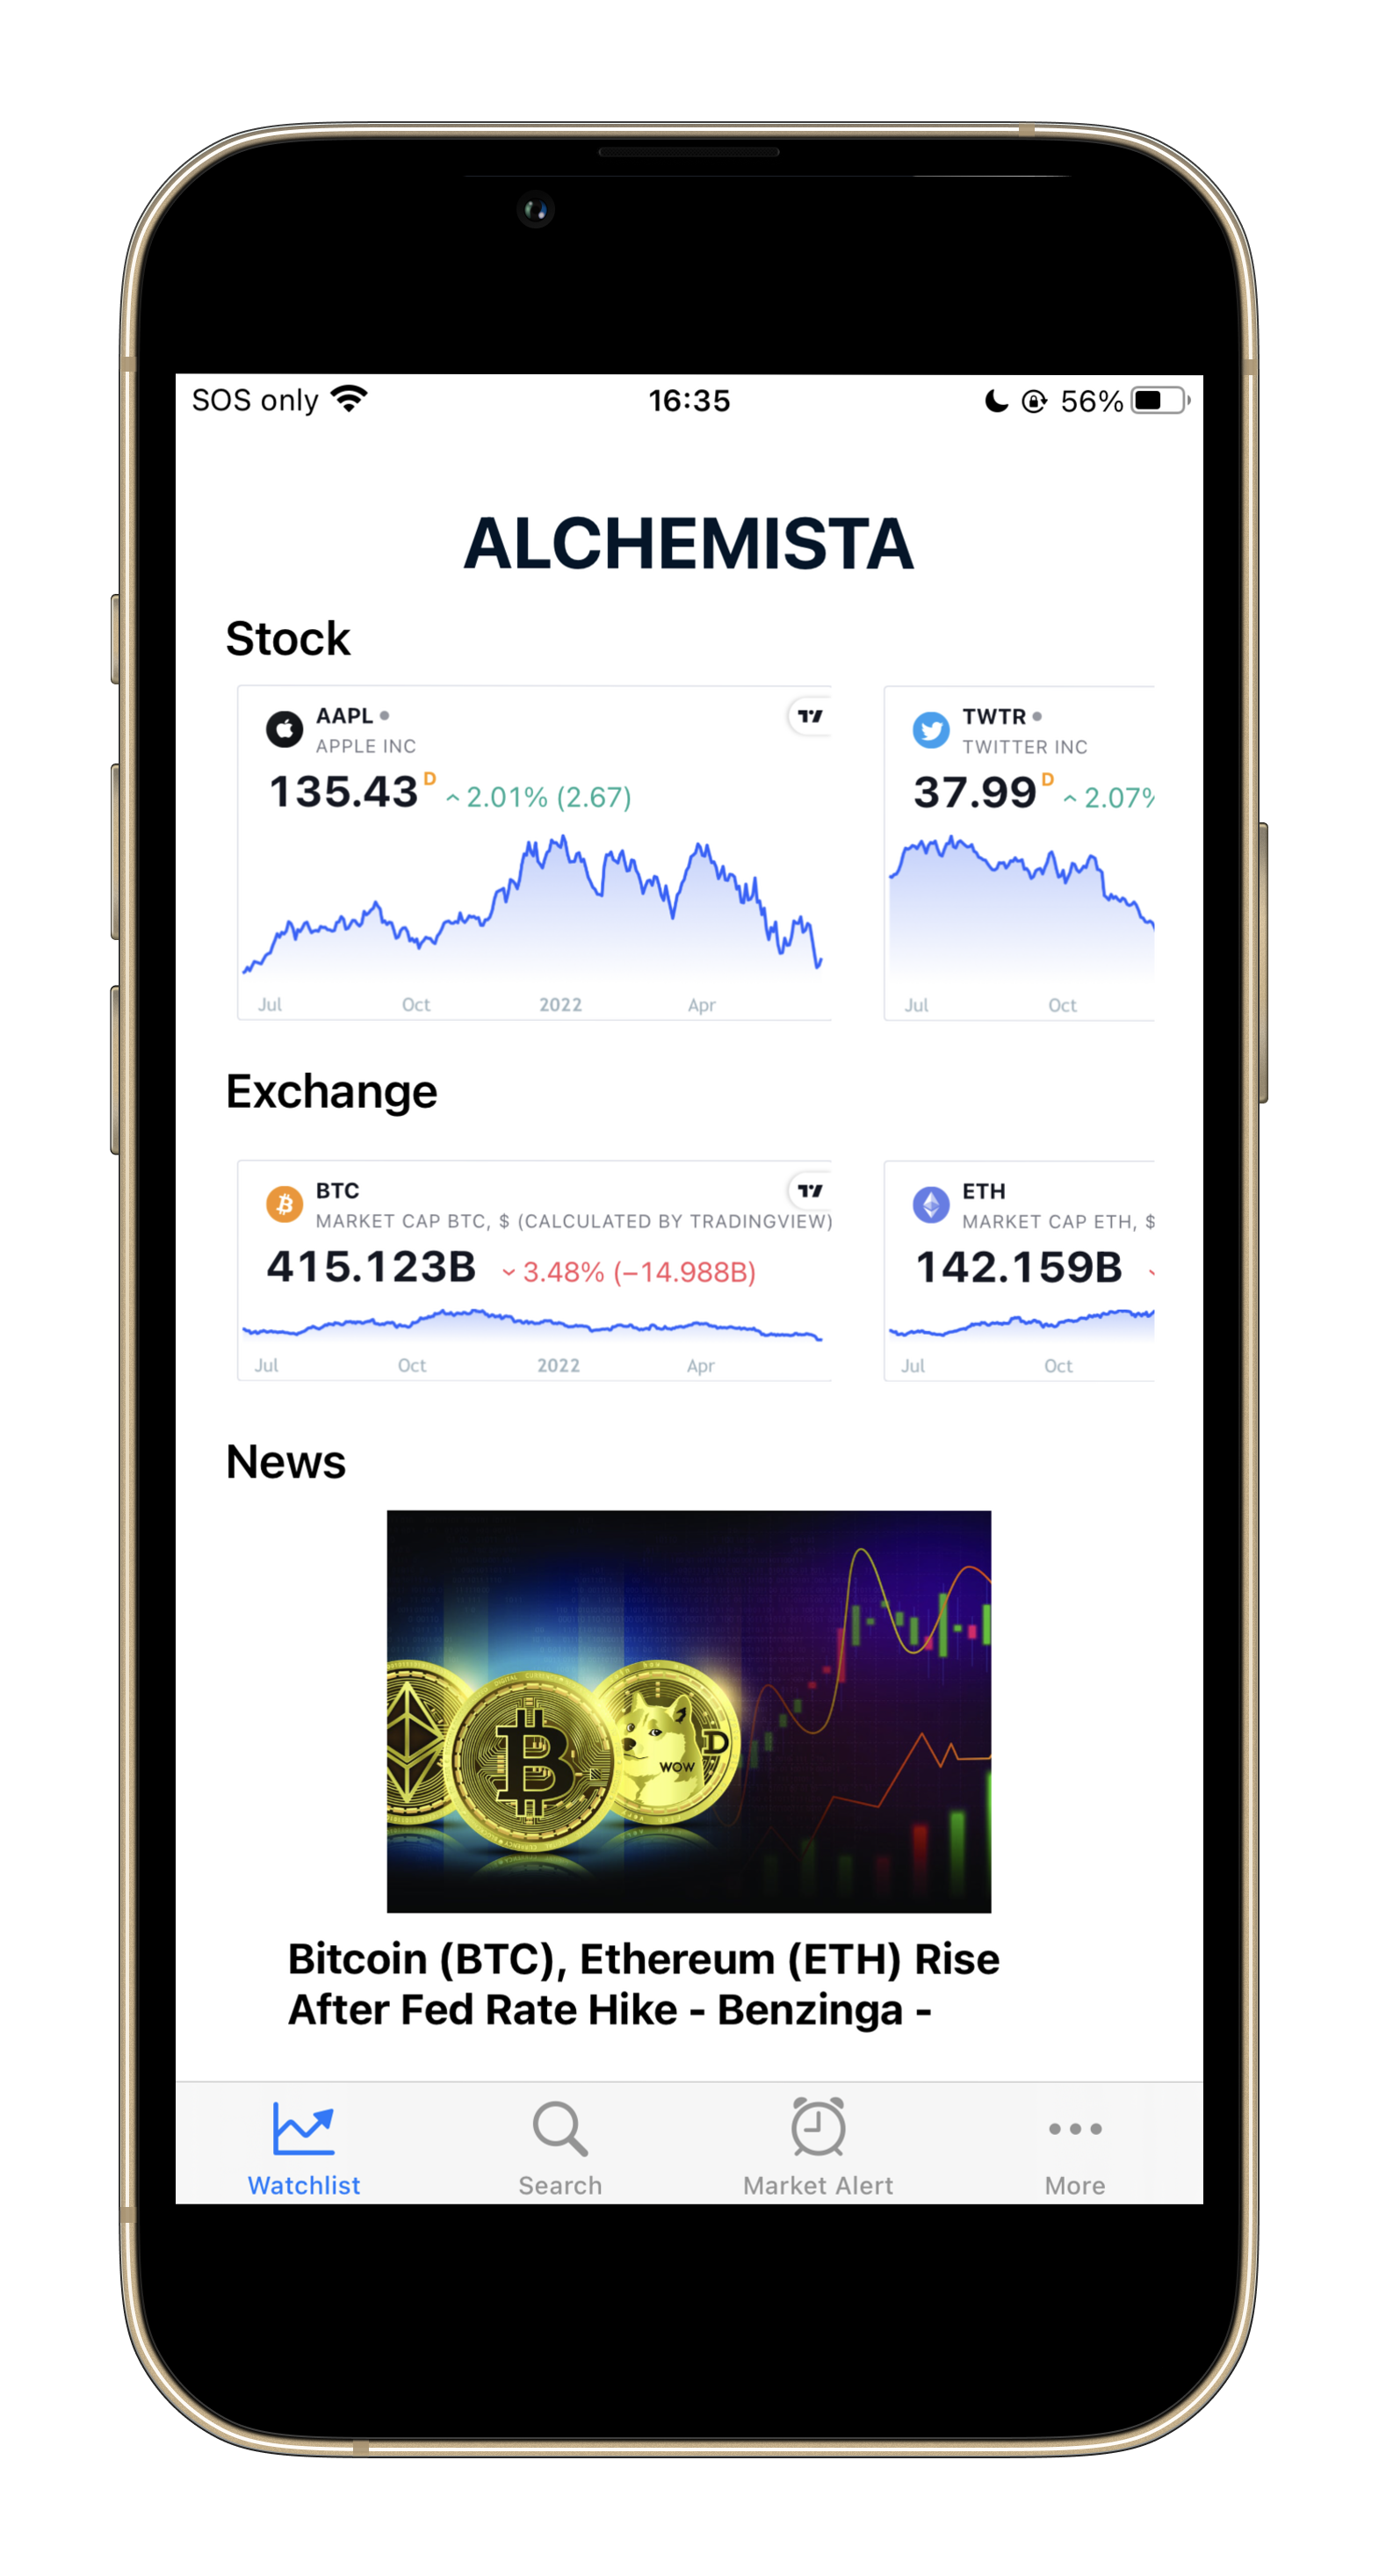 SOS only
16:35
56%
ALCHEMISTA
Stock
AAPL
APPLE INC
135.43 D 2.01% (2.67)
Jul Oct 2022 Apr
TWTR
TWITTER INC
37.99 D 2.07%
Jul Oct
Exchange
BTC
MARKET CAP BTC, $ (CALCULATED BY TRADINGVIEW)
415.123B 3.48% (−14.988B)
Jul Oct 2022 Apr
ETH
MARKET CAP ETH, $
142.159B
Jul Oct
News
WOW
D
Bitcoin (BTC), Ethereum (ETH) Rise
After Fed Rate Hike - Benzinga -
Watchlist
Search
Market Alert
More